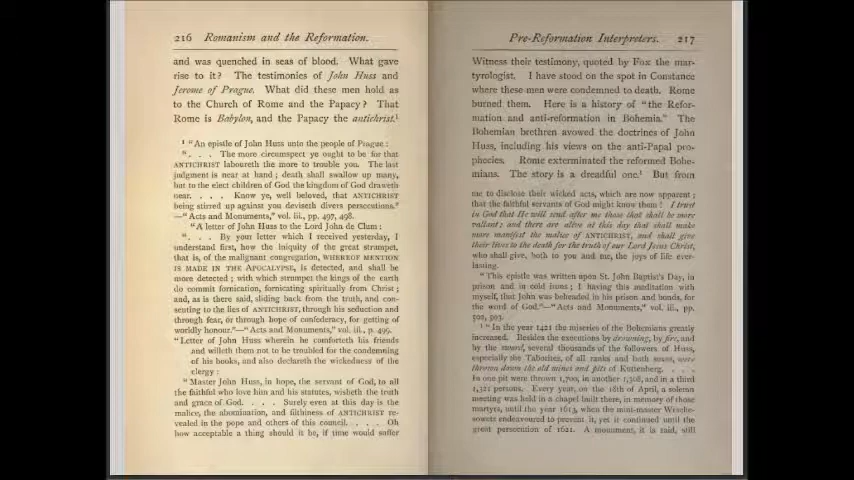 216 Romanism and the Reformation.
and was quenched in seas of blood. What gave
rise to it? The testimonies of John Huss and
Jerome of Prague. What did these men hold as
to the Church of Rome and the Papacy? That
Rome is Babylon, and the Papacy the antichrist.¹
¹ "An epistle of John Huss unto the people of Prague:
". . . The more circumspect ye ought to be for that
ANTICHRIST laboureth the more to trouble you. The last
judgment is near at hand; death shall swallow up many,
but to the elect children of God the kingdom of God draweth
near. . . . Know ye, well beloved, that ANTICHRIST
being stirred up against you deviseth divers persecutions."
—"Acts and Monuments," vol. iii., pp. 497, 498.
"A letter of John Huss to the Lord John de Clum:
". . . By your letter which I received yesterday, I
understand first, how the iniquity of the great strumpet,
that is, of the malignant congregation, WHEREOF MENTION
IS MADE IN THE APOCALYPSE, is detected, and shall be
more detected; with which strumpet the kings of the earth
do commit fornication, fornicating spiritually from Christ;
and, as is there said, sliding back from the truth, and con-
senting to the lies of ANTICHRIST, through his seduction and
through fear, or through hope of confederacy, for getting of
worldly honour."—"Acts and Monuments," vol. iii., p. 499.
"Letter of John Huss wherein he comforteth his friends
and willeth them not to be troubled for the condemning
of his books, and also declareth the wickedness of the
clergy:
"Master John Huss, in hope, the servant of God, to all
the faithful who love him and his statutes, wisheth the truth
and grace of God. . . . Surely even at this day is the
malice, the abomination, and filthiness of ANTICHRIST re-
vealed in the pope and others of this council. . . . Oh
how acceptable a thing should it be, if time would suffer
Pre-Reformation Interpreters. 217
Witness their testimony, quoted by Fox the mar-
tyrologist. I have stood on the spot in Constance
where these men were condemned to death. Rome
burned them. Here is a history of "the Refor-
mation and anti-reformation in Bohemia." The
Bohemian brethren avowed the doctrines of John
Huss, including his views on the anti-Papal pro-
phecies. Rome exterminated the reformed Bohe-
mians. The story is a dreadful one.¹ But from
me to disclose their wicked acts, which are now apparent;
that the faithful servants of God might know them! I trust
in God that He will send after me those that shall be more
valiant; and there are alive at this day that shall make
more manifest the malice of ANTICHRIST, and shall give
their lives to the death for the truth of our Lord Jesus Christ,
who shall give, both to you and me, the joys of life ever-
lasting.
"This epistle was written upon St. John Baptist's Day, in
prison and in cold irons; I having this meditation with
myself, that John was beheaded in his prison and bonds, for
the word of God."—"Acts and Monuments," vol. iii., pp.
502, 503.
¹ "In the year 1421 the miseries of the Bohemians greatly
increased. Besides the executions by drowning, by fire, and
by the sword, several thousands of the followers of Huss,
especially the Taborites, of all ranks and both sexes, were
thrown down the old mines and pits of Kuttenberg. . . .
In one pit were thrown 1,700, in another 1,308, and in a third
1,321 persons. Every year, on the 18th of April, a solemn
meeting was held in a chapel built there, in memory of those
martyrs, until the year 1613, when the mint-master Wrsche-
sowetz endeavoured to prevent it, yet it continued until the
great persecution of 1621. A monument, it is said, still